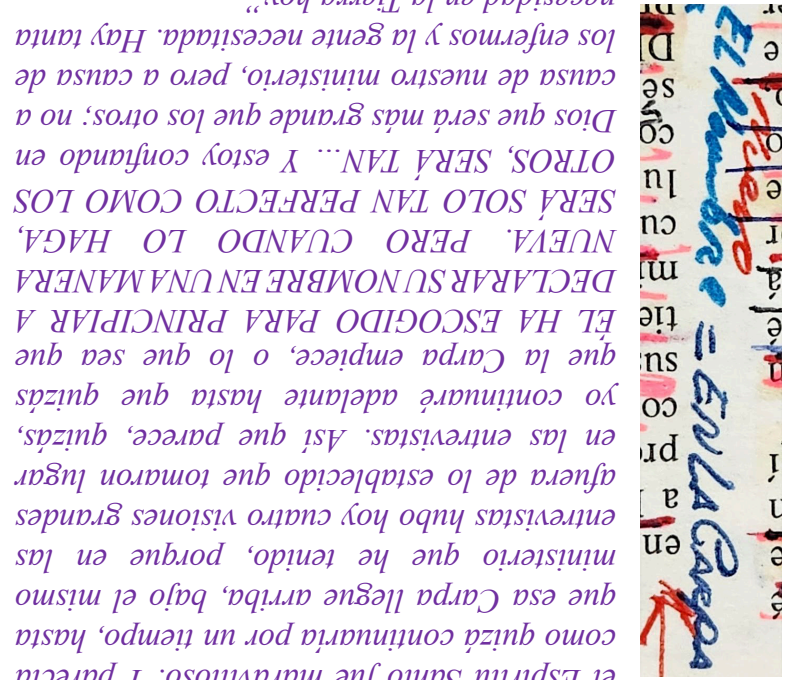 el Espíritu Santo fue maravilloso. Y parecía
como quizá continuaría por un tiempo, hasta
que esa Carpa llegue arriba, bajo el mismo
ministerio que he tenido, porque en las
entrevistas hubo hoy cuatro visiones grandes
afuera de lo establecido que tomaron lugar
en las entrevistas. Así que parece, quizás,
yo continuaré adelante hasta que quizás
que la Carpa empiece, o lo que sea que
ÉL HA ESCOGIDO PARA PRINCIPIAR A
DECLARAR SU NOMBRE EN UNA MANERA
NUEVA. PERO CUANDO LO HAGA,
SERÁ SOLO TAN PERFECTO COMO LOS
OTROS, SERÁ TAN... Y estoy confiando en
Dios que será más grande que los otros; no a
causa de nuestro ministerio, pero a causa de
los enfermos y la gente necesitada. Hay tanta
necesidad en la Tierra hoy.”
EL Nombre = EN LA CARPA